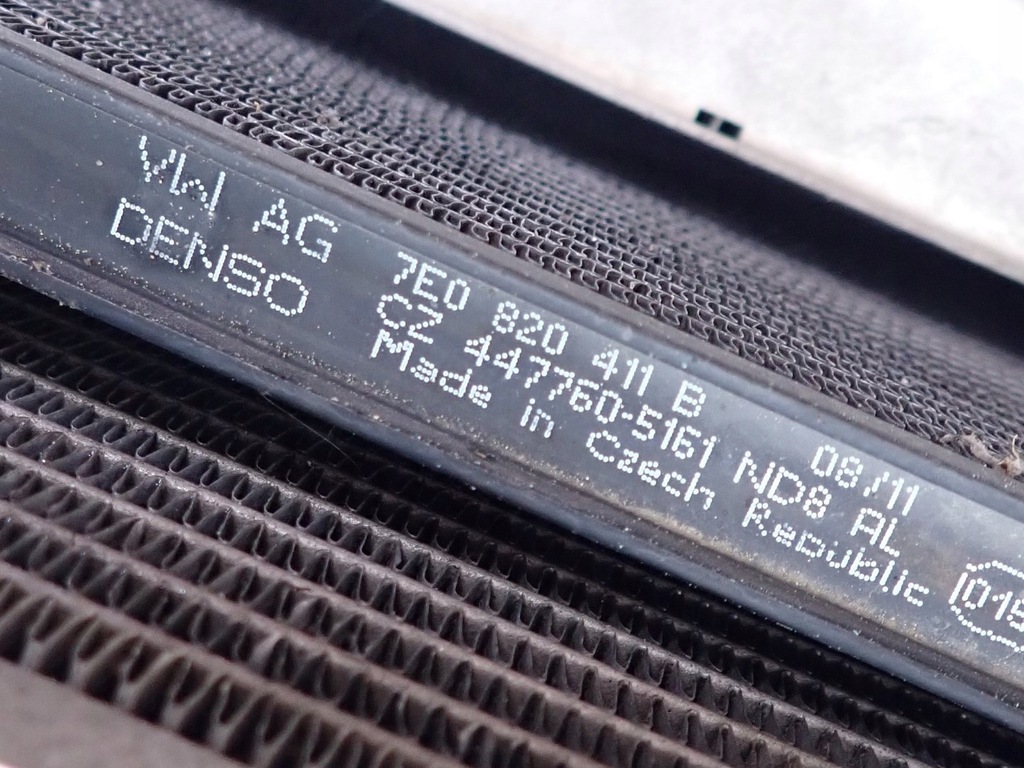 VW AG 7E0 820 411 B 08/11
DENSO CZ 447760-5161 ND8 AL
Made in Czech Republic